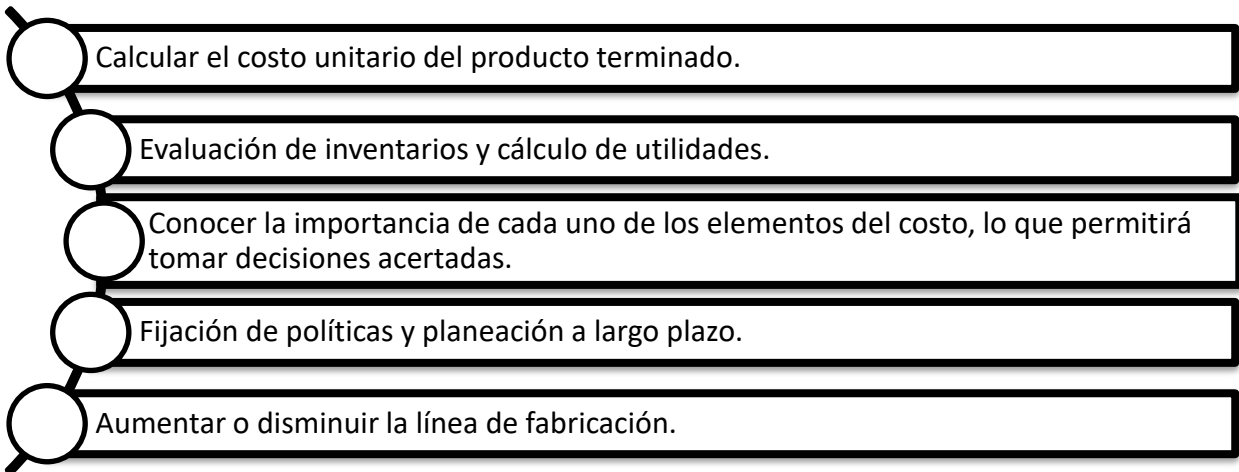 Calcular el costo unitario del producto terminado.
Evaluación de inventarios y cálculo de utilidades.
Conocer la importancia de cada uno de los elementos del costo, lo que permitirá
tomar decisiones acertadas.
Fijación de políticas y planeación a largo plazo.
Aumentar o disminuir la línea de fabricación.